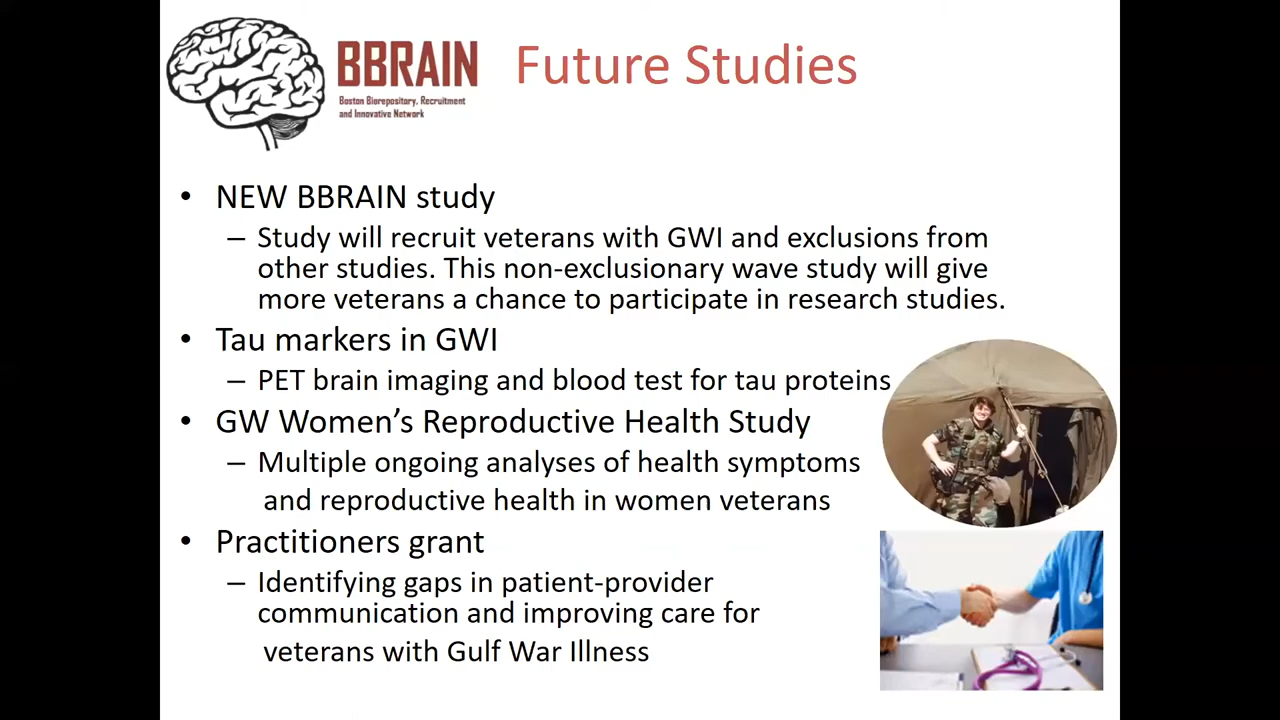 BBRAIN
Boston Biorepository, Recruitment
and Innovative Network
Future Studies
• NEW BBRAIN study
– Study will recruit veterans with GWI and exclusions from
other studies. This non-exclusionary wave study will give
more veterans a chance to participate in research studies.
• Tau markers in GWI
– PET brain imaging and blood test for tau proteins
• GW Women’s Reproductive Health Study
– Multiple ongoing analyses of health symptoms
and reproductive health in women veterans
• Practitioners grant
– Identifying gaps in patient-provider
communication and improving care for
veterans with Gulf War Illness